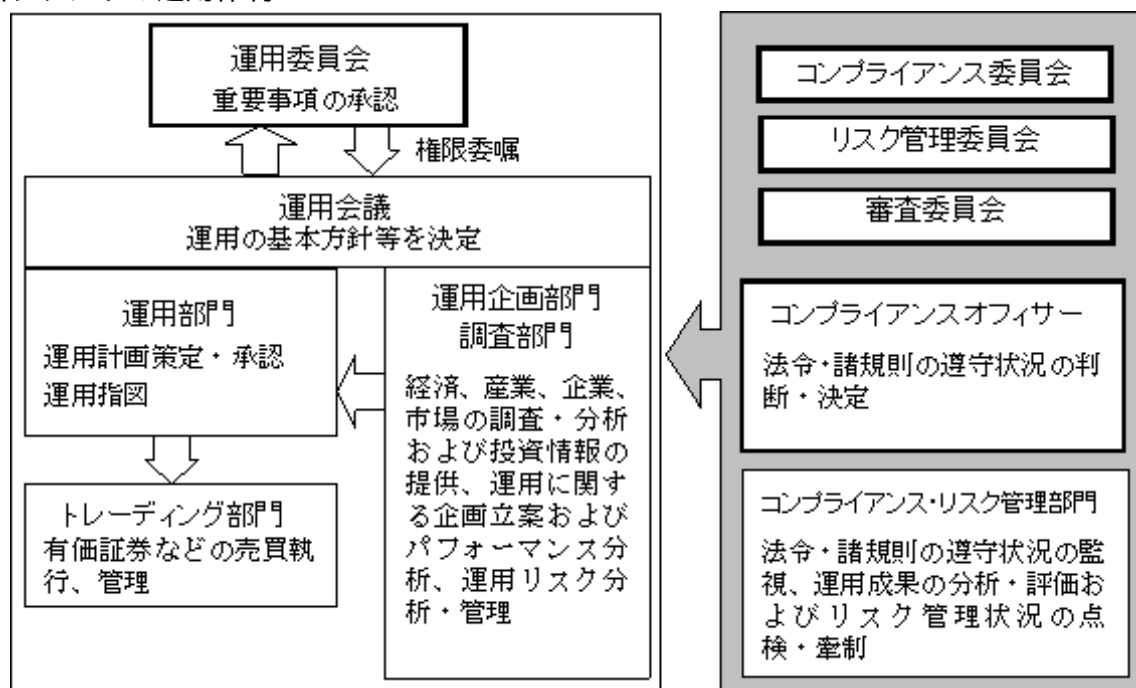 運用委員会
重要事項の承認
権限委嘱
運用会議
運用の基本方針等を決定
運用部門
運用計画策定・承認
運用指図
運用企画部門
調査部門
経済、産業、企業、
市場の調査・分析
および投資情報の
提供、運用に関す
る企画立案および
パフォーマンス分
析、運用リスク分
析・管理
トレーディング部門
有価証券などの売買執
行、管理
コンプライアンス委員会
リスク管理委員会
審査委員会
コンプライアンスオフィサー
法令・諸規則の遵守状況の判
断・決定
コンプライアンス・リスク管理部門
法令・諸規則の遵守状況の監
視、運用成果の分析・評価お
よびリスク管理状況の点
検・牽制